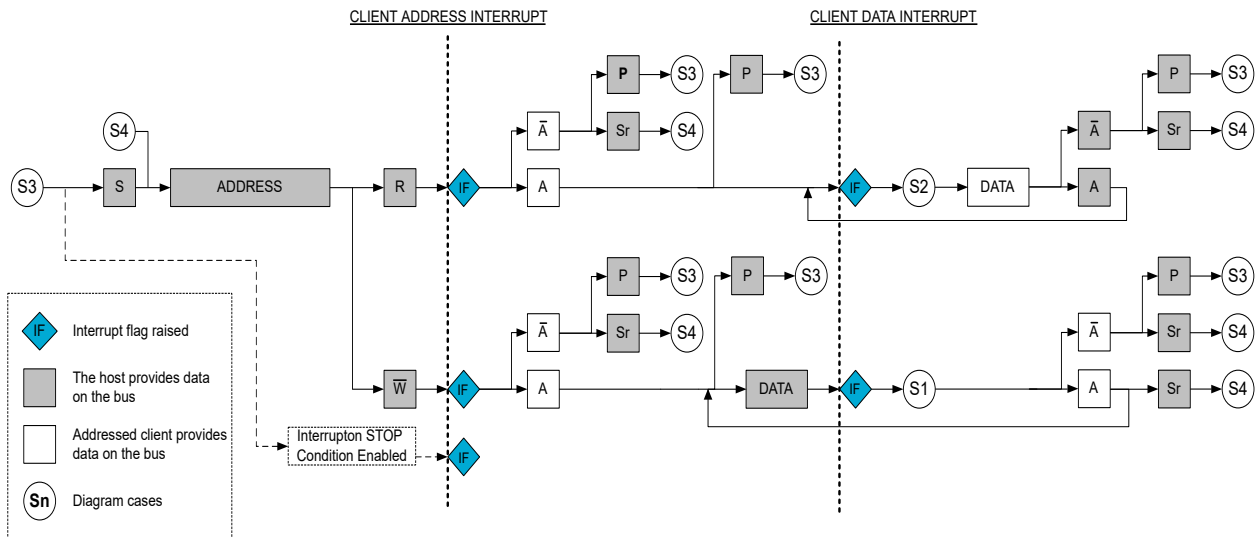 CLIENT ADDRESS INTERRUPT
CLIENT DATA INTERRUPT
P
S3
P
S3
P
S3
S4
A̅
Sr
S4
A̅
Sr
S4
S3
S
ADDRESS
R
IF
A
IF
S2
DATA
A
P
S3
P
S3
P
S3
A̅
Sr
S4
A̅
Sr
S4
W̅
IF
A
DATA
IF
S1
A
Sr
S4
Interrupton STOP
Condition Enabled
IF
IF
Interrupt flag raised
The host provides data
on the bus
Addressed client provides
data on the bus
Sn
Diagram cases